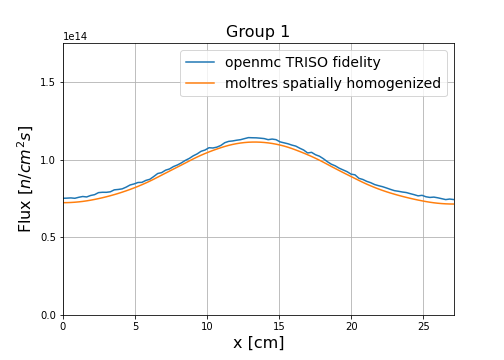 Group 1
1e14
openmc TRISO fidelity
moltres spatially homogenized
1.5
1.0
0.5
0.0
Flux [n/cm²s]
0 5 10 15 20 25
x [cm]